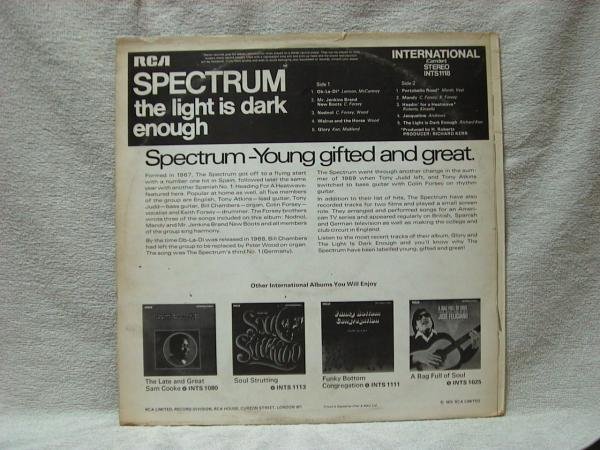 RCA
INTERNATIONAL
(Camden)
STEREO
INTS1118
SPECTRUM
the light is dark
enough
Side 1
1. Ob-La-Di* Lennon, McCartney
2. Mr. Jenkins Brand
New Boots C. Forsey
3. Nodnol C. Forsey, Wood
4. Walrus and the Horse Wood
5. Glory Kerr, Maitland
Side 2
1. Portobello Road* Marsh, Veal
2. Mandy C. Forsey, K. Forsey
3. Headin' for a Heatwave*
4. Jacqueline Andrews
5. The Light is Dark Enough Richard Kerr
*Produced by H. Roberts
PRODUCER: RICHARD KERR
Spectrum-Young gifted and great.
Formed in 1967, The Spectrum got off to a flying start
with a number one hit in Spain, followed later the same
year with another Spanish No. 1: Heading For A Heatwave-
featured here. Popular at home as well, all five members
of the group are English, Tony Atkins—lead guitar, Tony
Judd—bass guitar, Bill Chambers—organ, Colin Forsey—
vocalist and Keith Forsey—drummer. The Forsey brothers
wrote three of the songs included on this album: Nodnol,
Mandy and Mr. Jenkins Brand New Boots and all members
of the group sing harmony.
By the time Ob-La-Di was released in 1968, Bill Chambers
had left the group to be replaced by Peter Wood on organ.
The song was The Spectrum's third No. 1 (Germany).
The Spectrum went through another change in the sum-
mer of 1969 when Tony Judd left, and Tony Atkins
switched to bass guitar with Colin Forsey on rhythm
guitar.
In addition to their list of hits, The Spectrum have also
recorded tracks for two films and played a small screen
role. They arranged and performed songs for an Ameri-
can TV series and appeared regularly on British, Spanish
and German television as well as making the college and
club circuit in England.
Listen to the most recent tracks of their album, Glory and
The Light Is Dark Enough and you'll know why The
Spectrum have been labelled young, gifted and great!
Other International Albums You Will Enjoy
The Late and Great
Sam Cooke INTS 1080
Soul Strutting
INTS 1113
Funky Bottom
Congregation INTS 1111
A Bag Full of Soul
INTS 1025
RCA LIMITED, RECORD DIVISION, RCA HOUSE, CURZON STREET, LONDON W1
RCA LIMITED